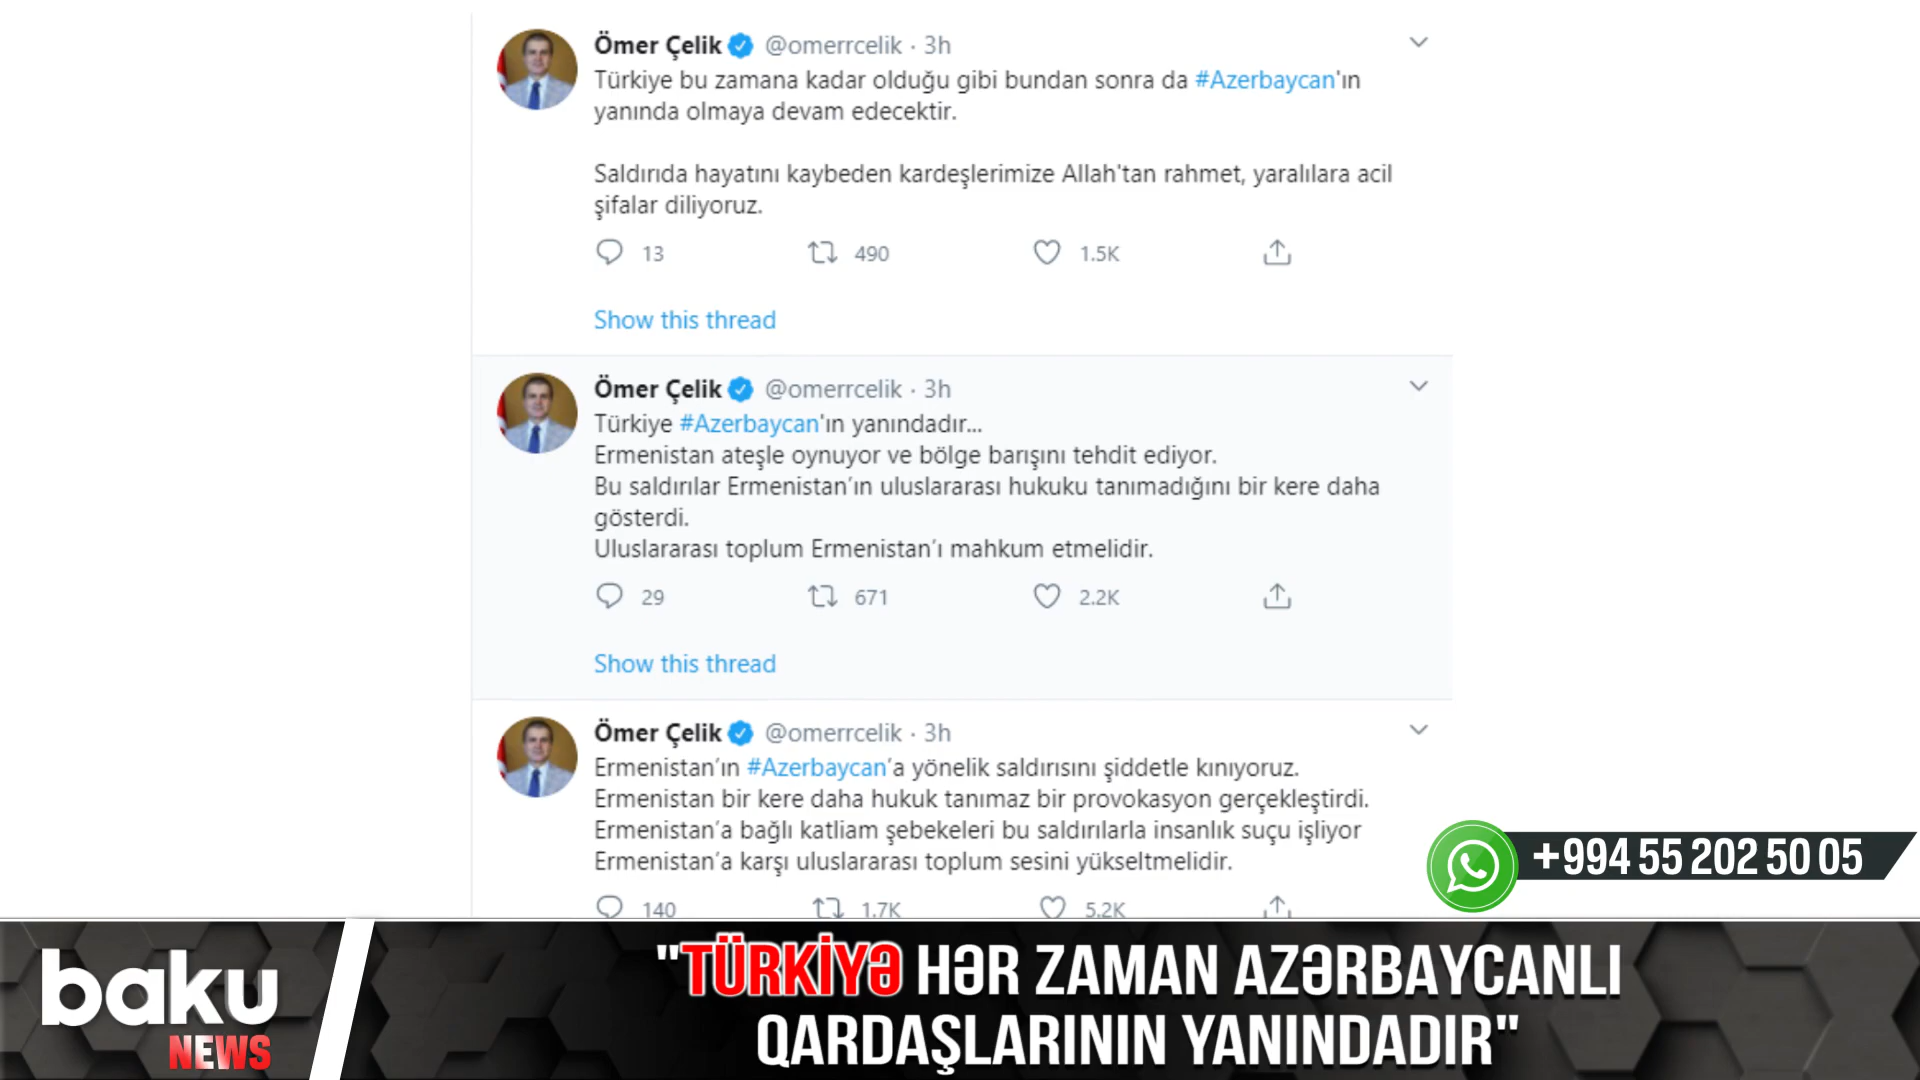 Ömer Çelik @omerrcelik · 3h
Türkiye bu zamana kadar olduğu gibi bundan sonra da #Azerbaycan'ın
yanında olmaya devam edecektir.
Saldırıda hayatını kaybeden kardeşlerimize Allah'tan rahmet, yaralılara acil
şifalar diliyoruz.
13 490 1.5K
Show this thread
Ömer Çelik @omerrcelik · 3h
Türkiye #Azerbaycan'ın yanındadır...
Ermenistan ateşle oynuyor ve bölge barışını tehdit ediyor.
Bu saldırılar Ermenistan’ın uluslararası hukuku tanımadığını bir kere daha
gösterdi.
Uluslararası toplum Ermenistan’ı mahkum etmelidir.
29 671 2.2K
Show this thread
Ömer Çelik @omerrcelik · 3h
Ermenistan’ın #Azerbaycan’a yönelik saldırısını şiddetle kınıyoruz.
Ermenistan bir kere daha hukuk tanımaz bir provokasyon gerçekleştirdi.
Ermenistan’a bağlı katliam şebekeleri bu saldırılarla insanlık suçu işliyor
Ermenistan’a karşı uluslararası toplum sesini yükseltmelidir.
140 1.7K 5.2K
+994 55 202 50 05
baku
NEWS
"TÜRKİYƏ HƏR ZAMAN AZƏRBAYCANLI
QARDAŞLARININ YANINDADIR"